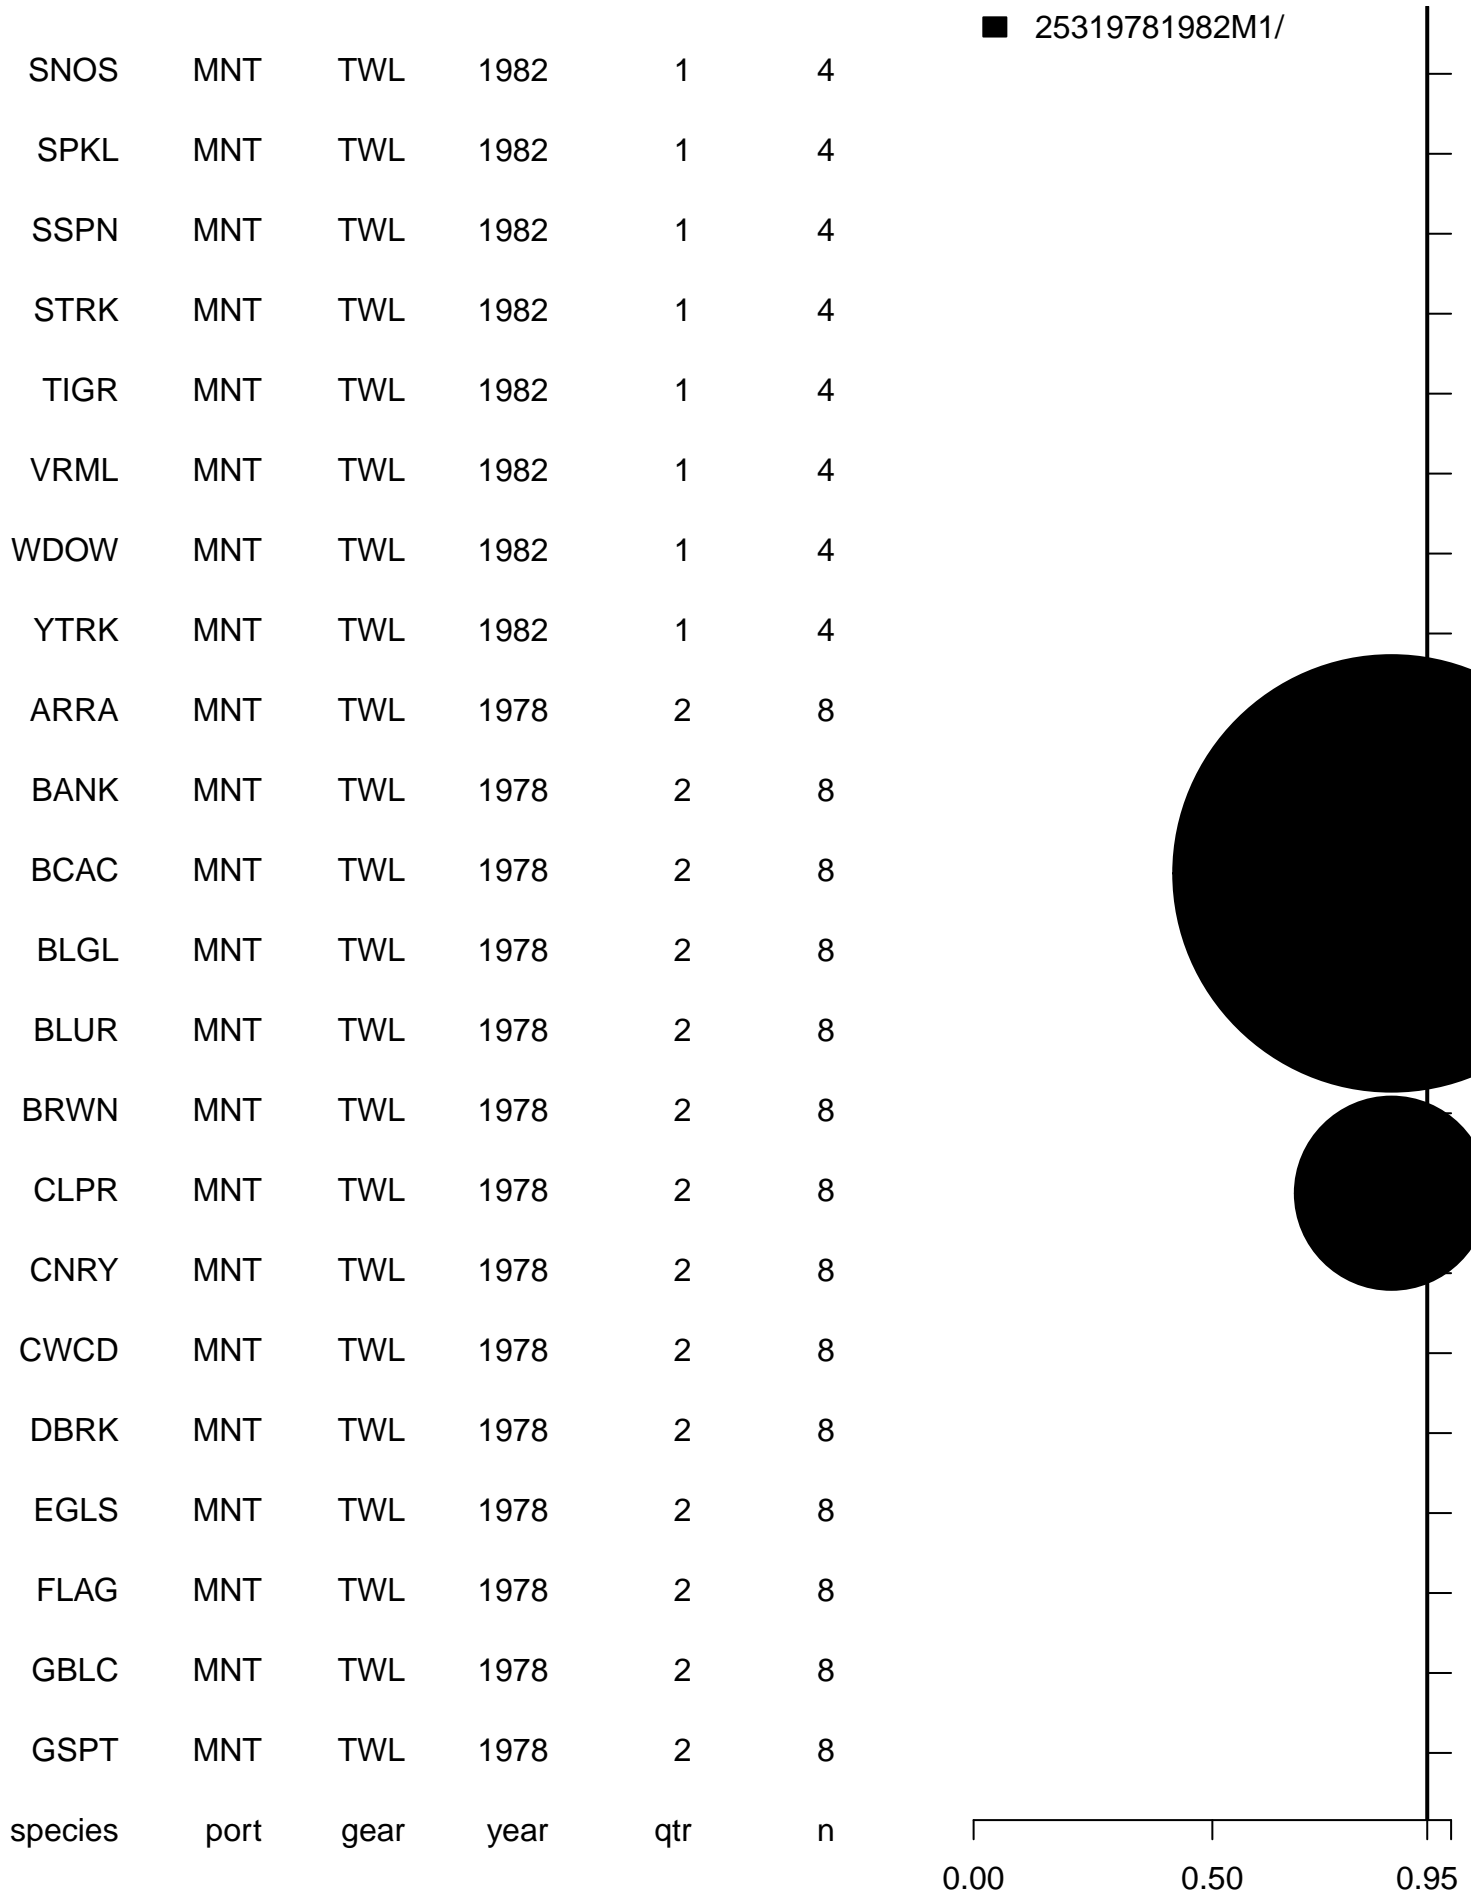 25319781982M1/
SNOS MNT TWL 1982 1 4
SPKL MNT TWL 1982 1 4
SSPN MNT TWL 1982 1 4
STRK MNT TWL 1982 1 4
TIGR MNT TWL 1982 1 4
VRML MNT TWL 1982 1 4
WDOW MNT TWL 1982 1 4
YTRK MNT TWL 1982 1 4
ARRA MNT TWL 1978 2 8
BANK MNT TWL 1978 2 8
BCAC MNT TWL 1978 2 8
BLGL MNT TWL 1978 2 8
BLUR MNT TWL 1978 2 8
BRWN MNT TWL 1978 2 8
CLPR MNT TWL 1978 2 8
CNRY MNT TWL 1978 2 8
CWCD MNT TWL 1978 2 8
DBRK MNT TWL 1978 2 8
EGLS MNT TWL 1978 2 8
FLAG MNT TWL 1978 2 8
GBLC MNT TWL 1978 2 8
GSPT MNT TWL 1978 2 8
species port gear year qtr n
0.00 0.50 0.95